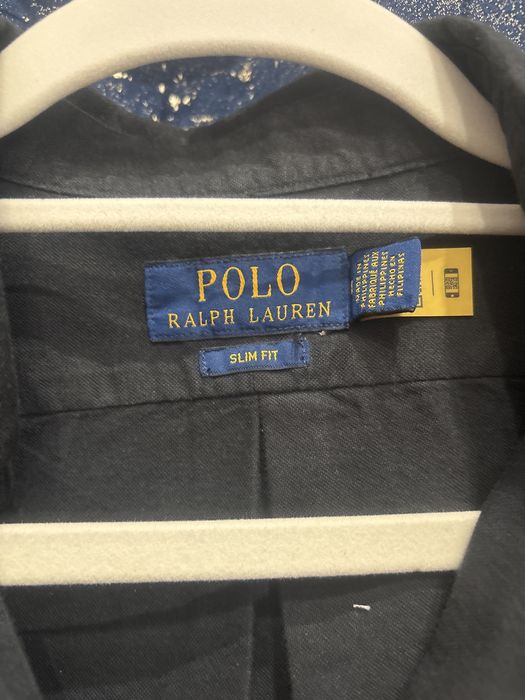 POLO
RALPH LAUREN
SLIM FIT
MADE IN
PHILIPPINES
FABRIQUÉ AUX
PHILIPPINES
HECHO EN
FILIPINAS